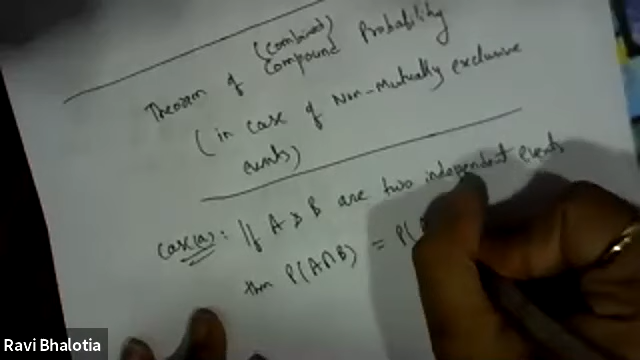 (Combined)
Theorem of Compound Probability
(in case of Non-Mutually exclusive
events)
Case(a): If A & B are two independent events
then P(A∩B) = P(
Ravi Bhalotia